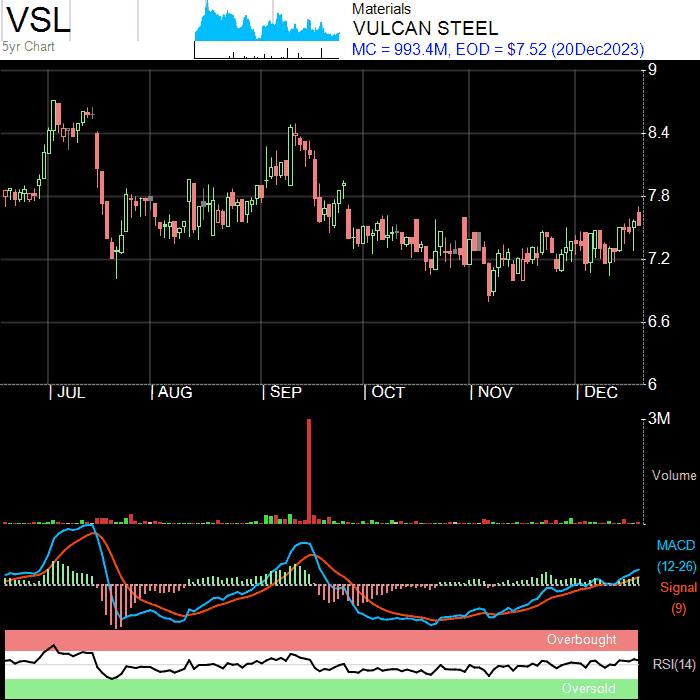 VSL
5yr Chart
Materials
VULCAN STEEL
MC = 993.4M, EOD = $7.52 (20Dec2023)
9
8.4
7.8
7.2
6.6
6
JUL AUG SEP OCT NOV DEC
3M
Volume
MACD
(12-26)
Signal
(9)
Overbought
RSI(14)
Oversold